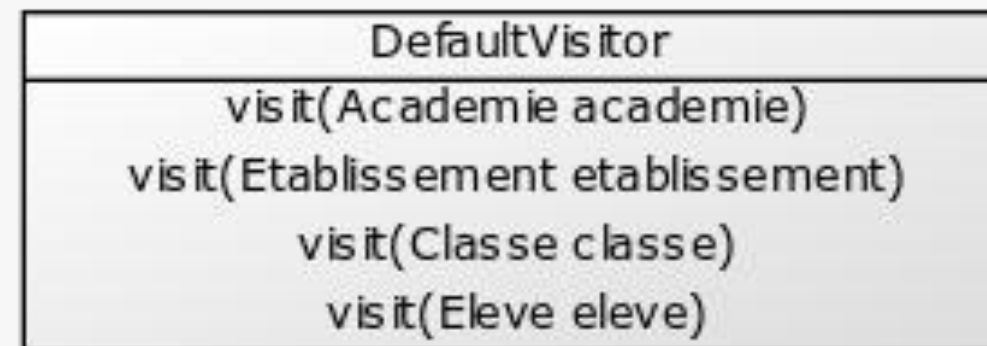 DefaultVisitor
visit(Academie academie)
visit(Etablissement etablissement)
visit(Classe classe)
visit(Eleve eleve)